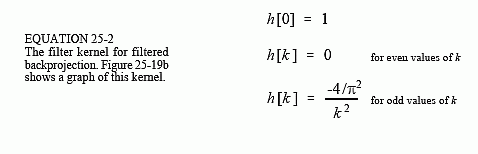 EQUATION 25-2
The filter kernel for filtered
backprojection. Figure 25-19b
shows a graph of this kernel.
h[0] = 1
h[k] = 0 for even values of k
h[k] = -4/π² / k² for odd values of k